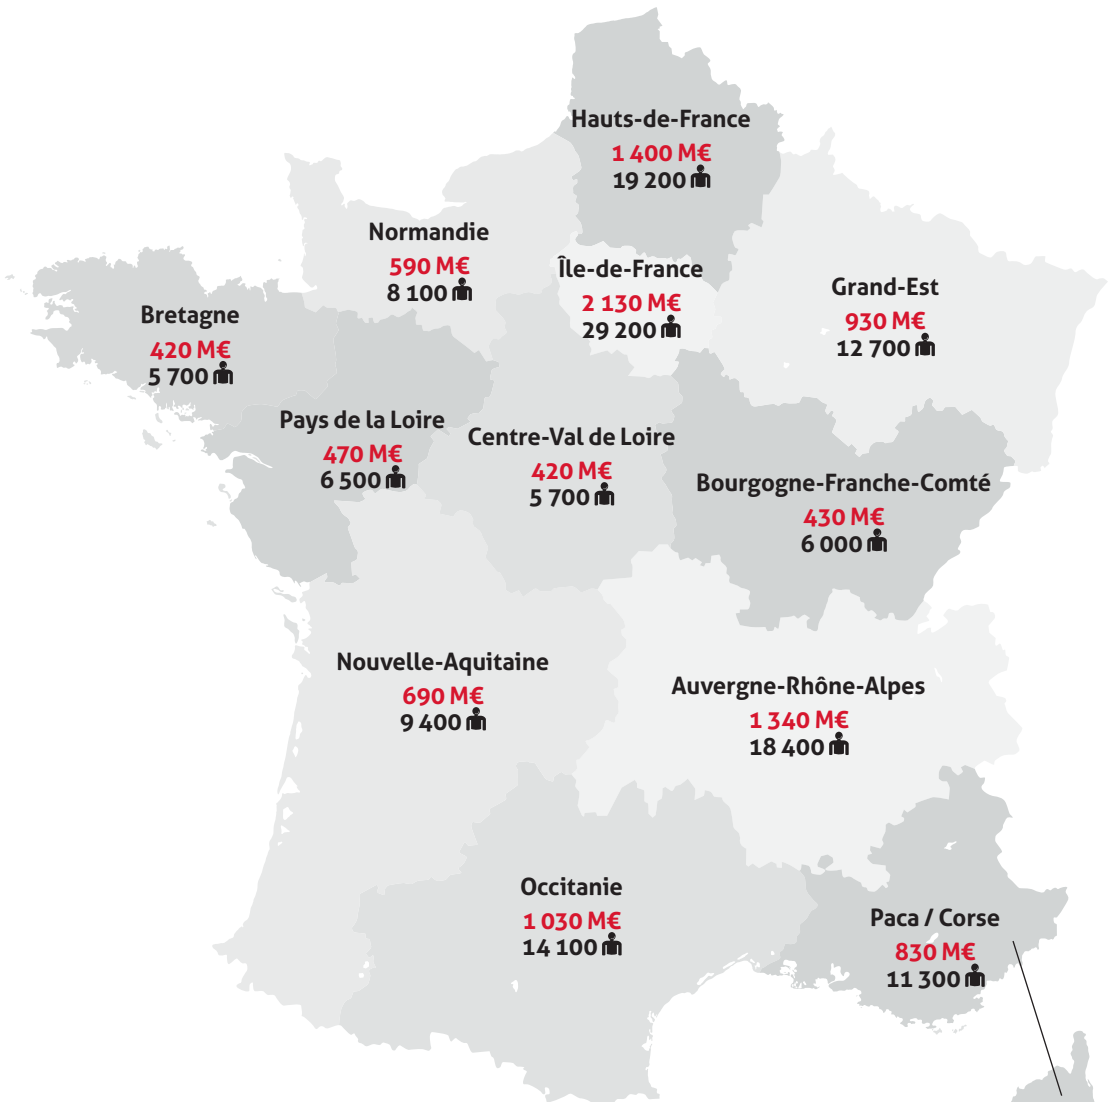 Hauts-de-France
1 400 M€
19 200
Normandie
590 M€
8 100
Île-de-France
2 130 M€
29 200
Grand-Est
930 M€
12 700
Bretagne
420 M€
5 700
Pays de la Loire
470 M€
6 500
Centre-Val de Loire
420 M€
5 700
Bourgogne-Franche-Comté
430 M€
6 000
Nouvelle-Aquitaine
690 M€
9 400
Auvergne-Rhône-Alpes
1 340 M€
18 400
Occitanie
1 030 M€
14 100
Paca / Corse
830 M€
11 300